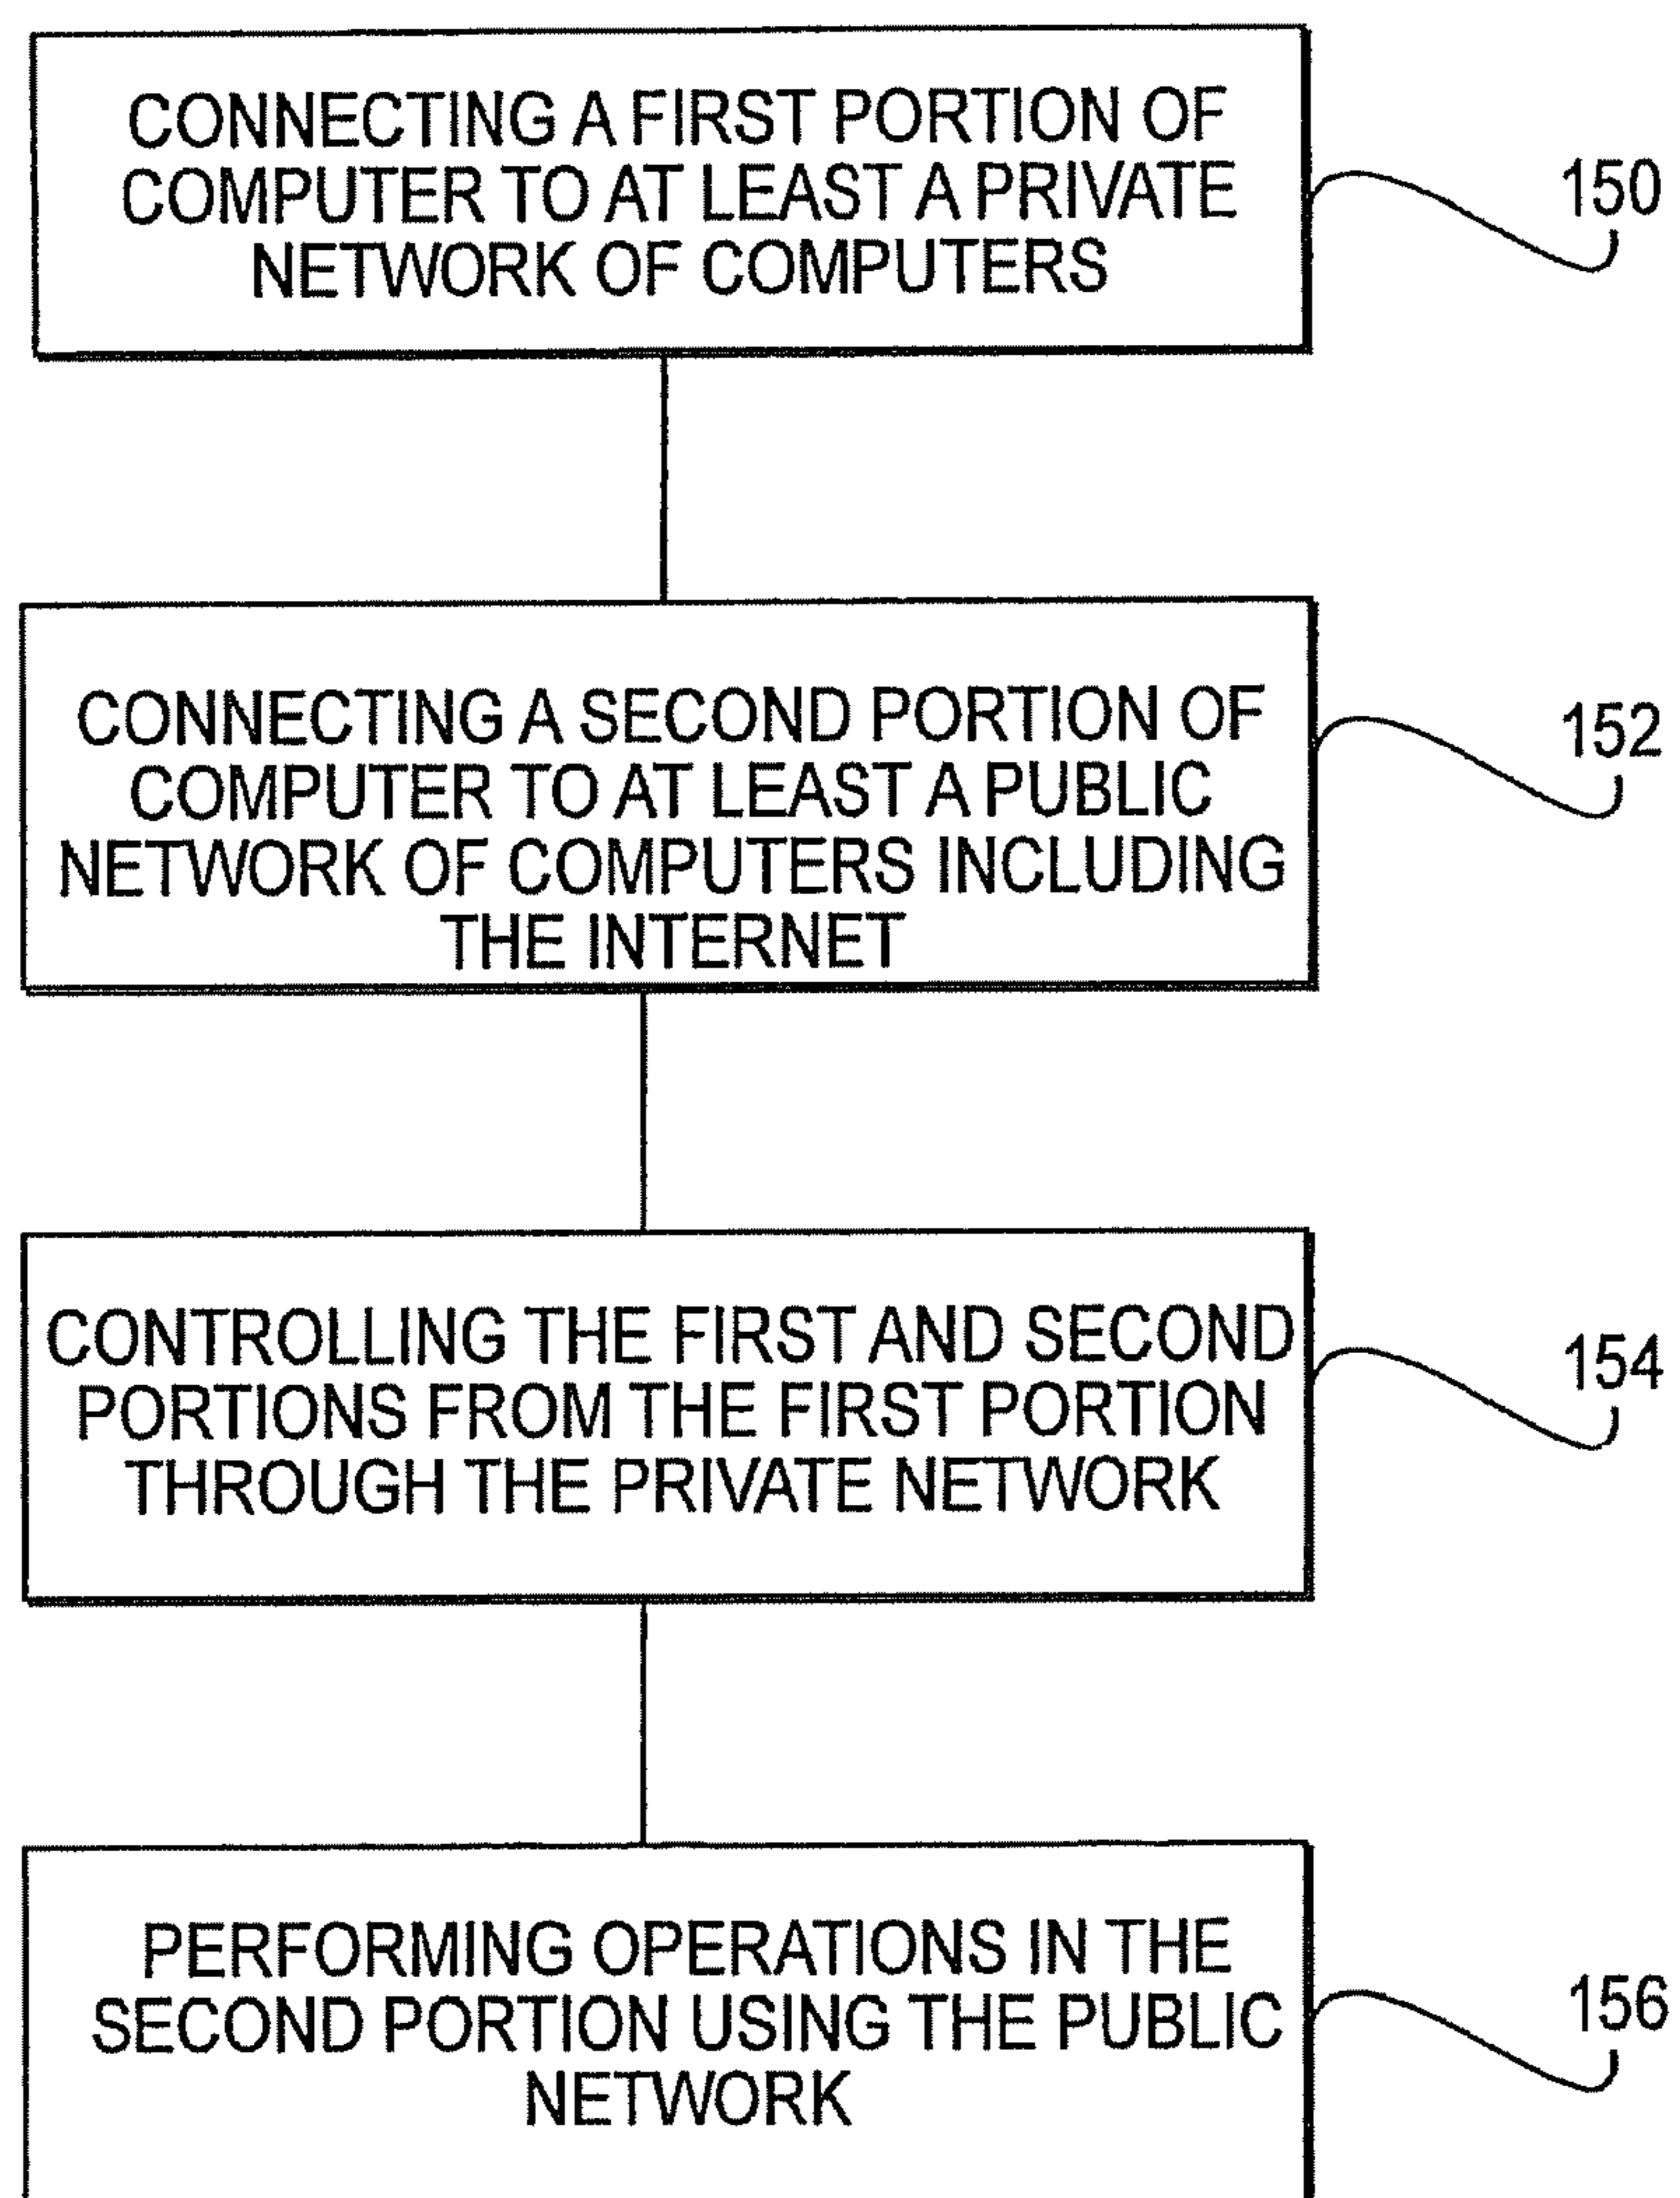 CONNECTING A FIRST PORTION OF
COMPUTER TO AT LEAST A PRIVATE
NETWORK OF COMPUTERS
150
CONNECTING A SECOND PORTION OF
COMPUTER TO AT LEAST A PUBLIC
NETWORK OF COMPUTERS INCLUDING
THE INTERNET
152
CONTROLLING THE FIRST AND SECOND
PORTIONS FROM THE FIRST PORTION
THROUGH THE PRIVATE NETWORK
154
PERFORMING OPERATIONS IN THE
SECOND PORTION USING THE PUBLIC
NETWORK
156